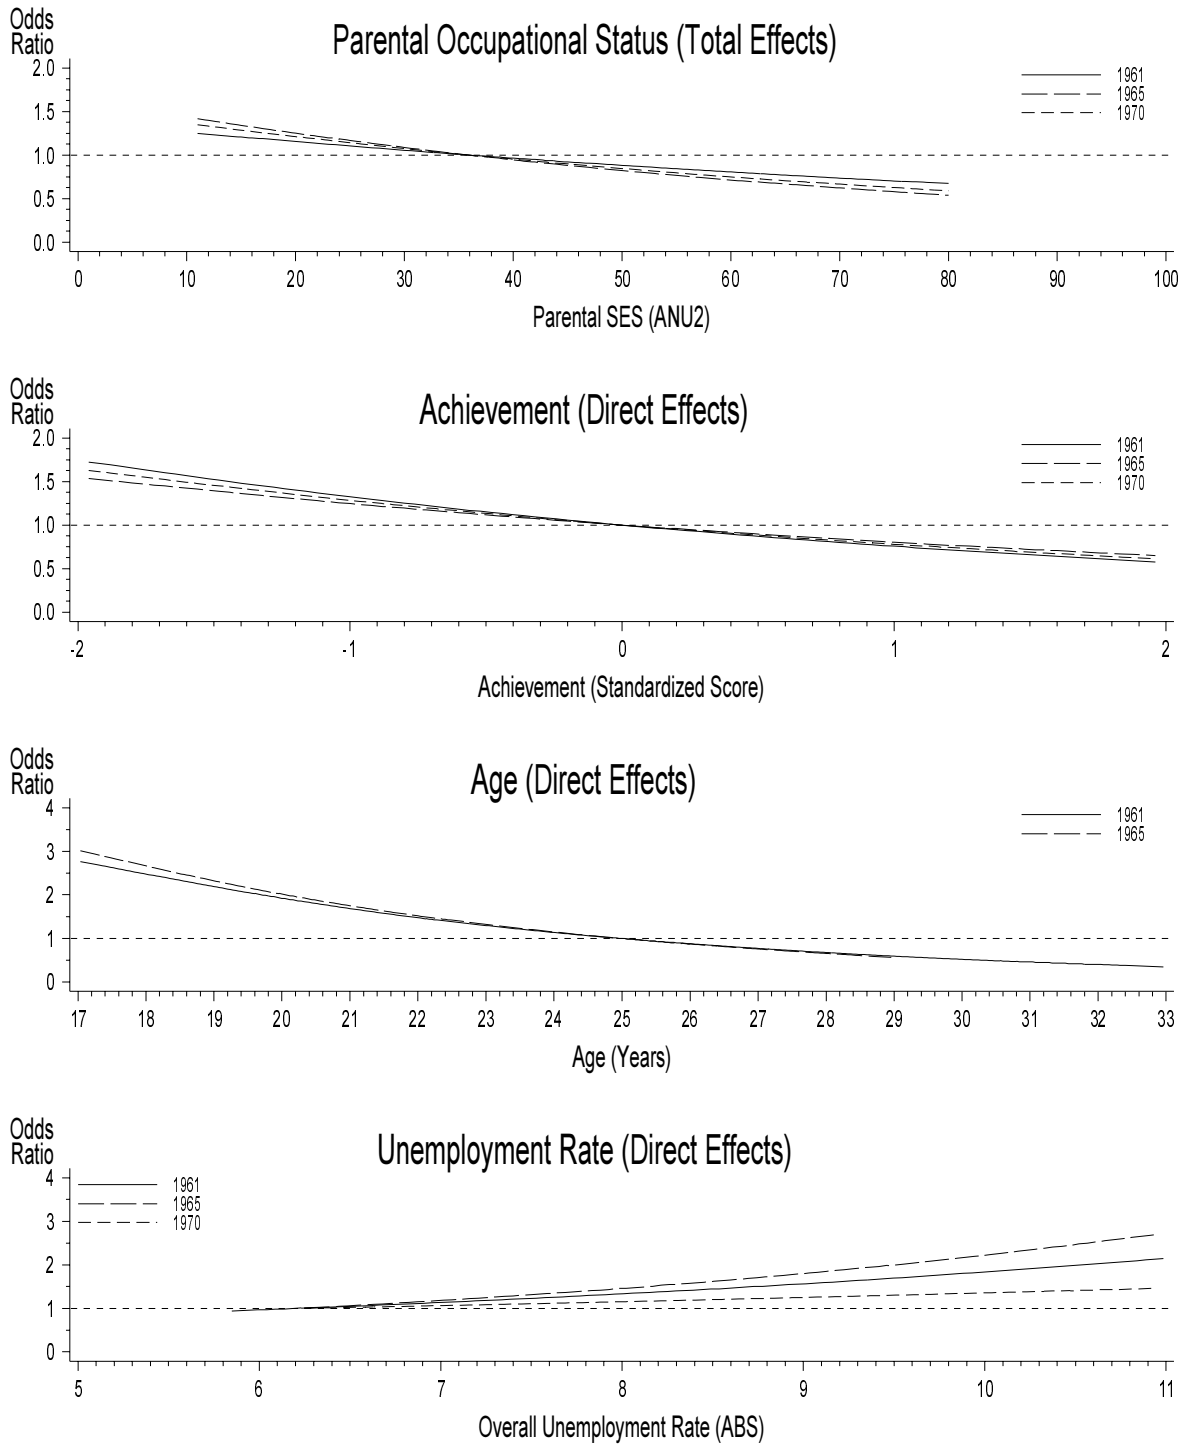 Odds
Ratio
Parental Occupational Status (Total Effects)
2.0
1.5
1.0
0.5
0.0
1961
1965
1970
0 10 20 30 40 50 60 70 80 90 100
Parental SES (ANU2)
Odds
Ratio
Achievement (Direct Effects)
2.0
1.5
1.0
0.5
0.0
1961
1965
1970
-2 -1 0 1 2
Achievement (Standardized Score)
Odds
Ratio
Age (Direct Effects)
4
3
2
1
0
1961
1965
17 18 19 20 21 22 23 24 25 26 27 28 29 30 31 32 33
Age (Years)
Odds
Ratio
Unemployment Rate (Direct Effects)
4
3
2
1
0
1961
1965
1970
5 6 7 8 9 10 11
Overall Unemployment Rate (ABS)